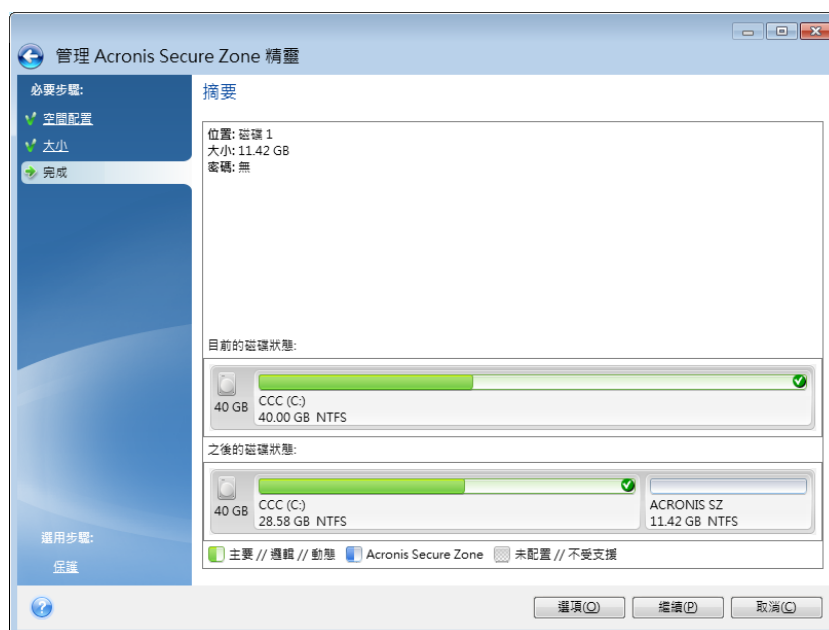 管理 Acronis Secure Zone 精靈
必要步驟:
空間配置
大小
完成
選用步驟:
保護
摘要
位置: 磁碟 1
大小: 11.42 GB
密碼: 無
目前的磁碟狀態:
40 GB
CCC (C:)
40.00 GB NTFS
之後的磁碟狀態:
40 GB
CCC (C:)
28.58 GB NTFS
ACRONIS SZ
11.42 GB NTFS
主要 // 邏輯 // 動態 Acronis Secure Zone 未配置 // 不受支援
選項(O) 繼續(P) 取消(C)